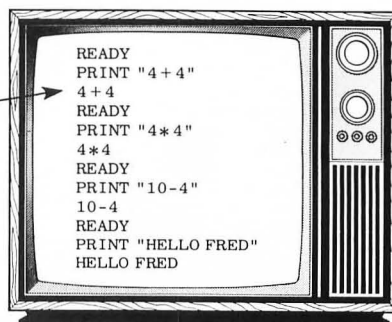 READY
PRINT "4+4"
4+4
READY
PRINT "4*4"
4*4
READY
PRINT "10-4"
10-4
READY
PRINT "HELLO FRED"
HELLO FRED